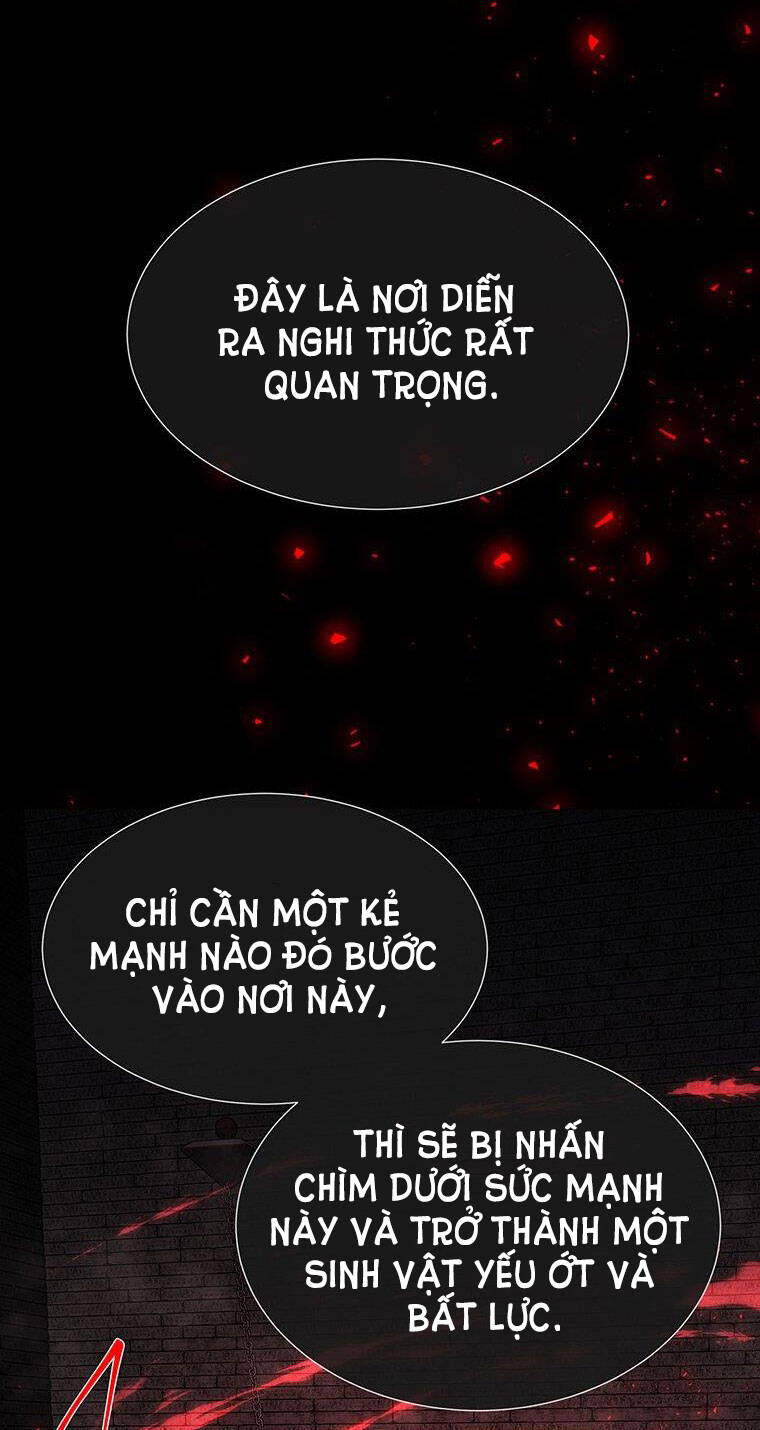 ĐÂY LÀ NƠI DIỄN
RA NGHI THỨC RẤT
QUAN TRỌNG.
CHỈ CẦN MỘT KẺ
MẠNH NÀO ĐÓ BƯỚC
VÀO NƠI NÀY,
THÌ SẼ BỊ NHẤN
CHÌM DƯỚI SỨC MẠNH
NÀY VÀ TRỞ THÀNH MỘT
SINH VẬT YẾU ỚT VÀ
BẤT LỰC.